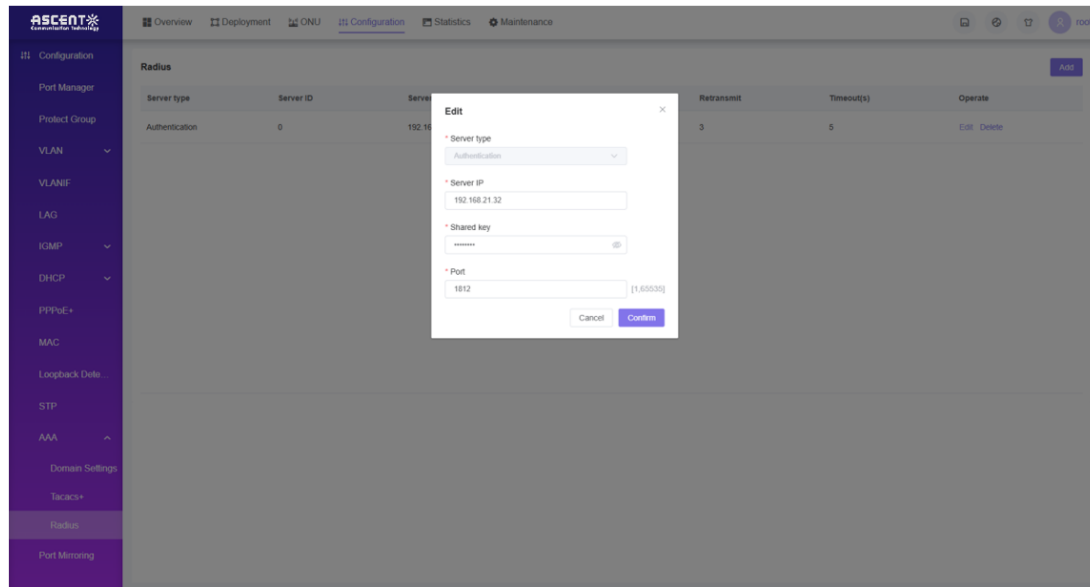 ASCENT
Communication Technology
Overview Deployment ONU Configuration Statistics Maintenance
Configuration
Port Manager
Protect Group
VLAN
VLANIF
LAG
IGMP
DHCP
PPPoE+
MAC
Loopback Dete...
STP
AAA
Domain Settings
Tacacs+
Radius
Port Mirroring
Radius
Add
Server type Server ID Retransmit Timeout(s) Operate
Authentication 0 192.16 3 5 Edit Delete
Edit
* Server type
Authentication
* Server IP
192.168.21.32
* Shared key
********
* Port
1812 [1,65535]
Cancel Confirm